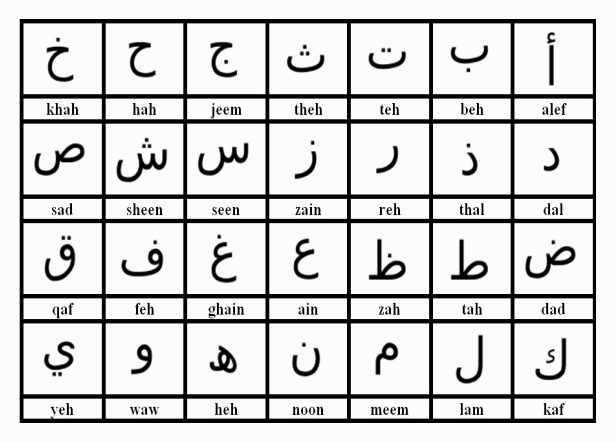 أ ب ت ث ج ح خ
alef beh teh theh jeem hah khah
د ذ ر ز س ش ص
dal thal reh zain seen sheen sad
ض ط ظ ع غ ف ق
dad tah zah ain ghain feh qaf
ك ل م ن ه و ي
kaf lam meem noon heh waw yeh